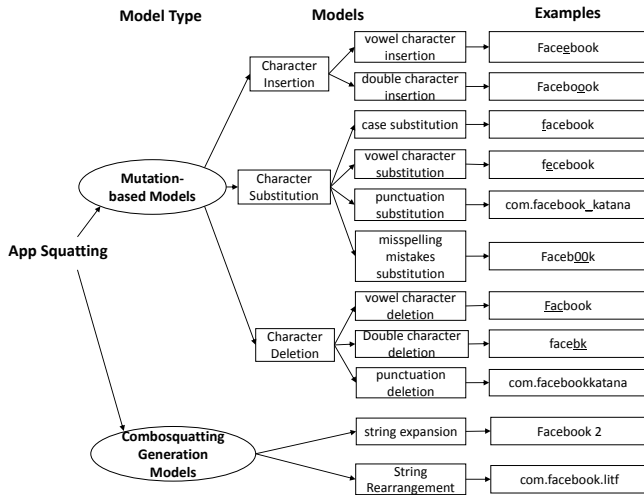 Model Type
Models
Examples
App Squatting
Mutation-
based Models
Character
Insertion
vowel character
insertion
Faceebook
double character
insertion
Faceboook
Character
Substitution
case substitution
facebook
vowel character
substitution
fecebook
punctuation
substitution
com.facebook_katana
misspelling
mistakes
substitution
Faceb00k
Character
Deletion
vowel character
deletion
Facbook
Double character
deletion
facebk
punctuation
deletion
com.facebookkatana
Combosquatting
Generation
Models
string expansion
Facebook 2
String
Rearrangement
com.facebook.litf